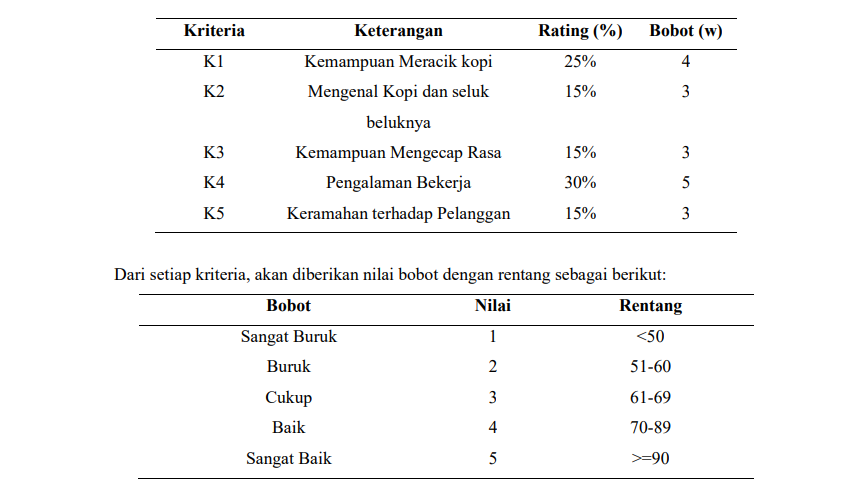 Kriteria Keterangan Rating (%) Bobot (w)
K1 Kemampuan Meracik kopi 25% 4
K2 Mengenal Kopi dan seluk 15% 3
beluknya
K3 Kemampuan Mengecap Rasa 15% 3
K4 Pengalaman Bekerja 30% 5
K5 Keramahan terhadap Pelanggan 15% 3
Dari setiap kriteria, akan diberikan nilai bobot dengan rentang sebagai berikut:
Bobot Nilai Rentang
Sangat Buruk 1 <50
Buruk 2 51-60
Cukup 3 61-69
Baik 4 70-89
Sangat Baik 5 >=90